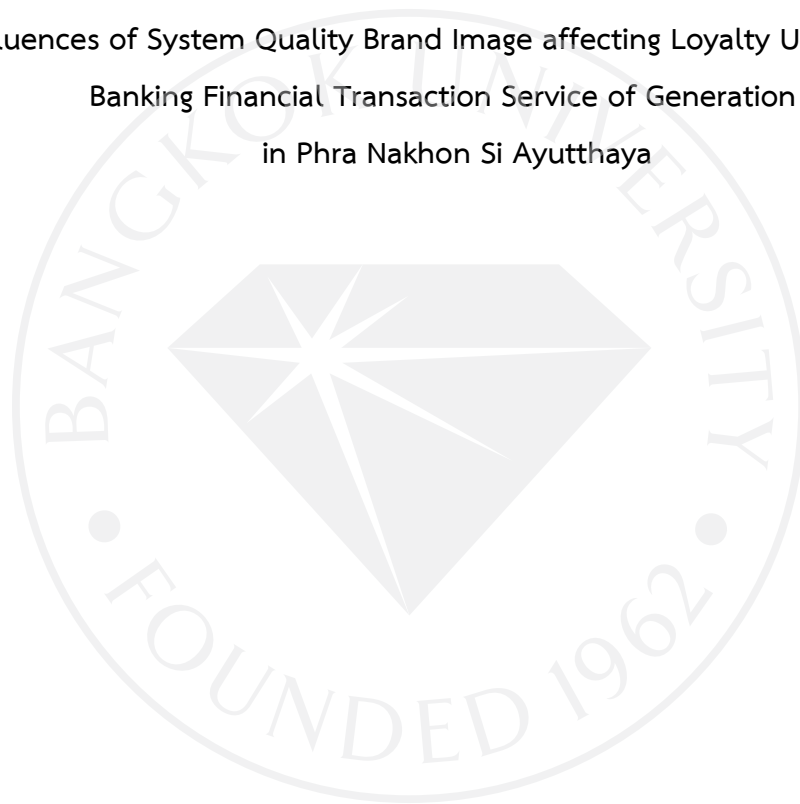 of System Quality Brand Image affecting Loyalty
Banking Financial Transaction Service of Generation
in Phra Nakhon Si Ayutthaya
BANGKOK UNIVERSITY
FOUNDED 1962